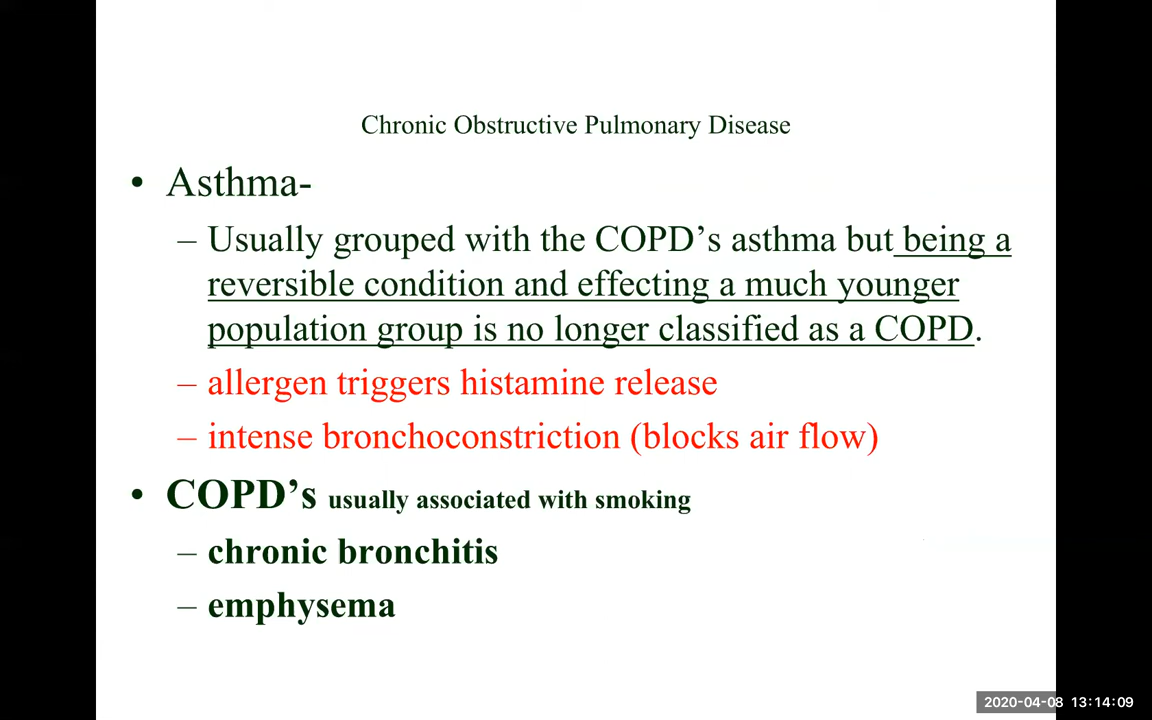 Chronic Obstructive Pulmonary Disease
• Asthma-
– Usually grouped with the COPD’s asthma but being a
reversible condition and effecting a much younger
population group is no longer classified as a COPD.
– allergen triggers histamine release
– intense bronchoconstriction (blocks air flow)
• COPD’s usually associated with smoking
– chronic bronchitis
– emphysema
2020-04-08 13:14:09